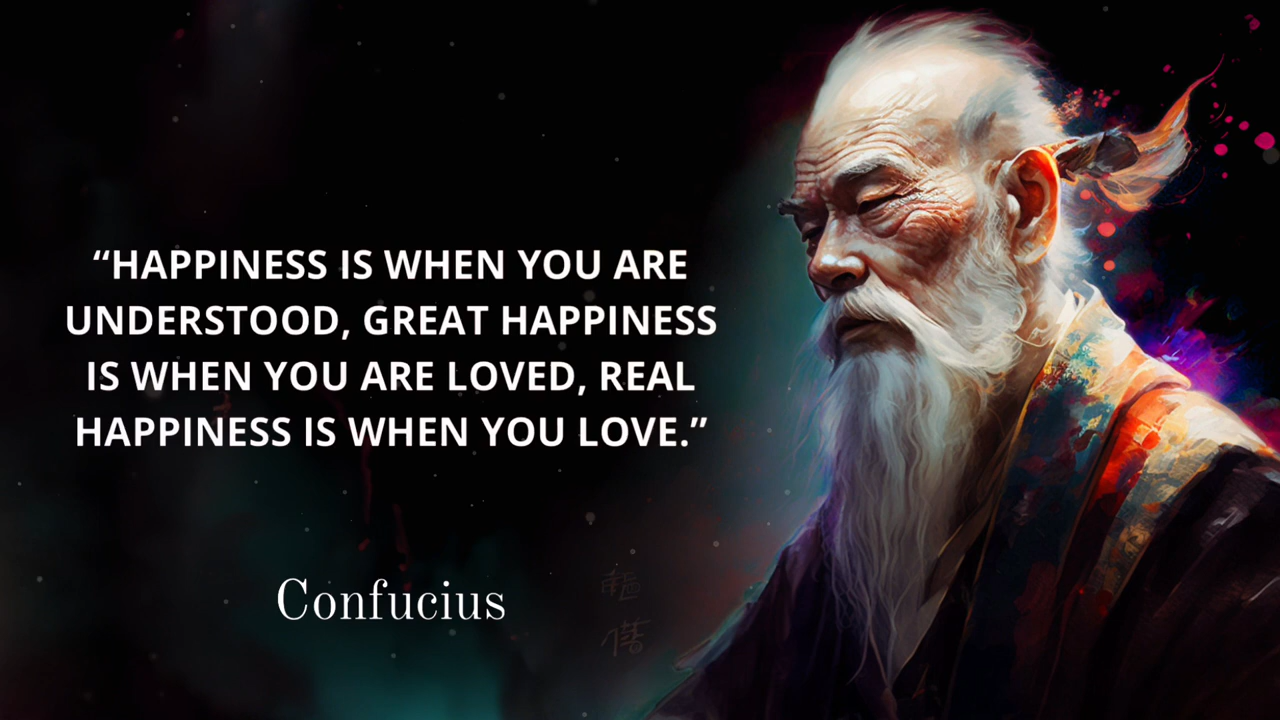 “HAPPINESS IS WHEN YOU ARE
UNDERSTOOD, GREAT HAPPINESS
IS WHEN YOU ARE LOVED, REAL
HAPPINESS IS WHEN YOU LOVE.”
Confucius